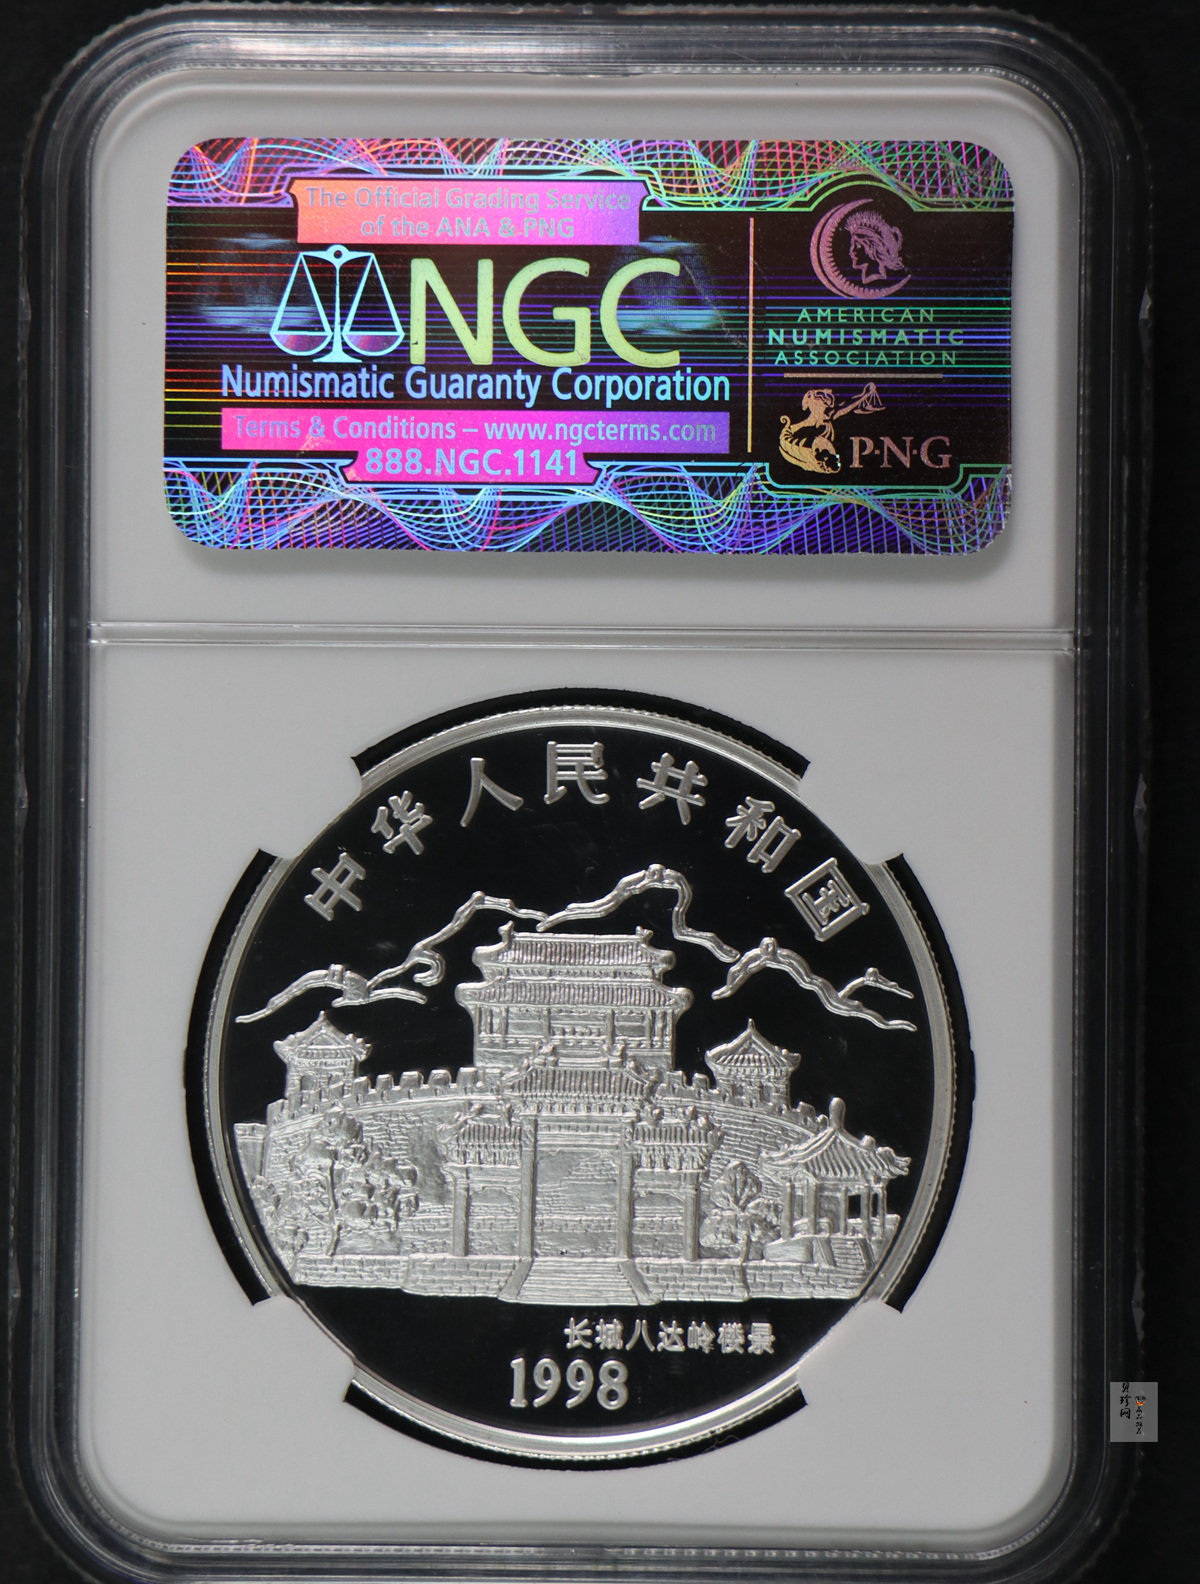 The Official Grading Service
of the ANA & PNG
NGC
Numismatic Guaranty Corporation
Terms & Conditions – www.ngcterms.com
888.NGC.1141
AMERICAN
NUMISMATIC
ASSOCIATION
P·N·G
中华人民共和国
长城八达岭楼景
1998